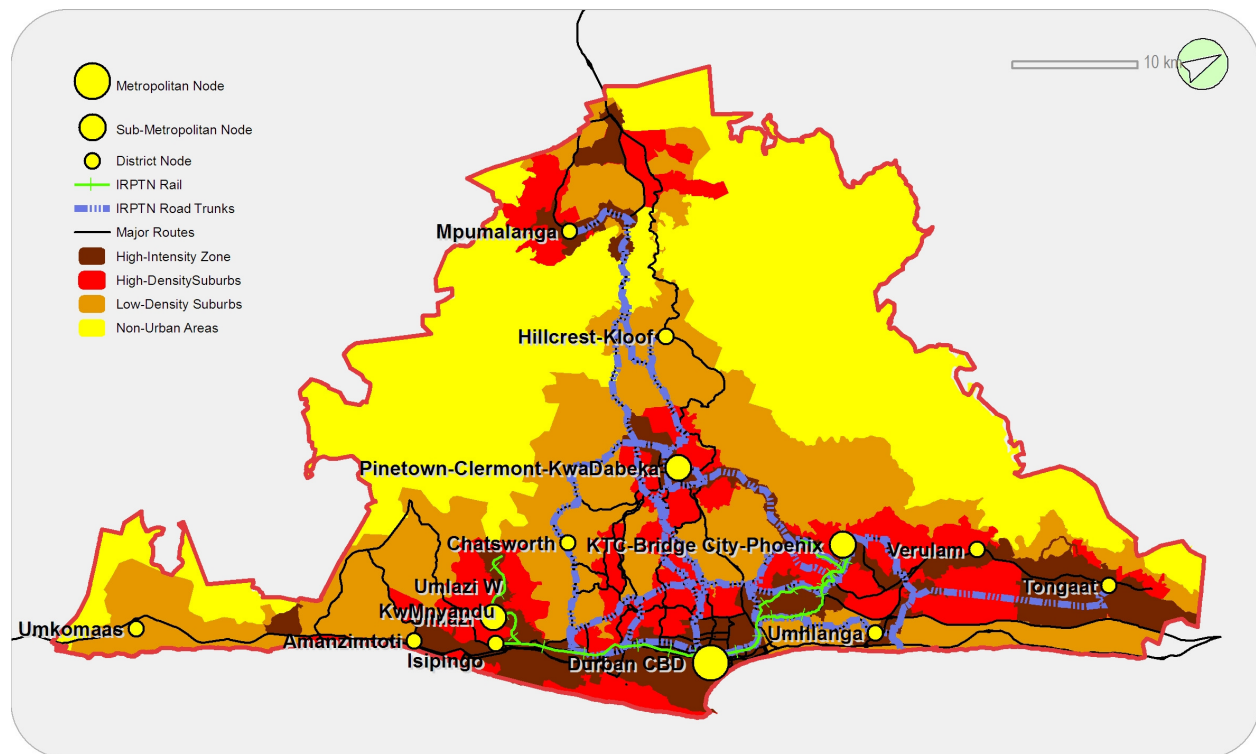 10 km
Metropolitan Node
Sub-Metropolitan Node
District Node
IRPTN Rail
IRPTN Road Trunks
Major Routes
High-Intensity Zone
High-DensitySuburbs
Low-Density Suburbs
Non-Urban Areas
Mpumalanga
Hillcrest-Kloof
Pinetown-Clermont-KwaDabeka
Chatsworth
KTC-Bridge City-Phoenix
Verulam
Umlazi W
Tongaat
KwMnyandu
Umlazi
Umkomaas
Amanzimtoti
Umhlanga
Isipingo
Durban CBD